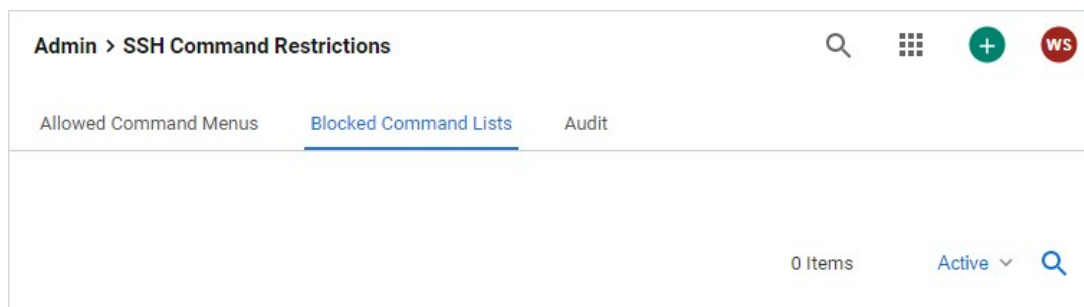 Admin > SSH Command Restrictions
WS
Allowed Command Menus Blocked Command Lists Audit
0 Items Active